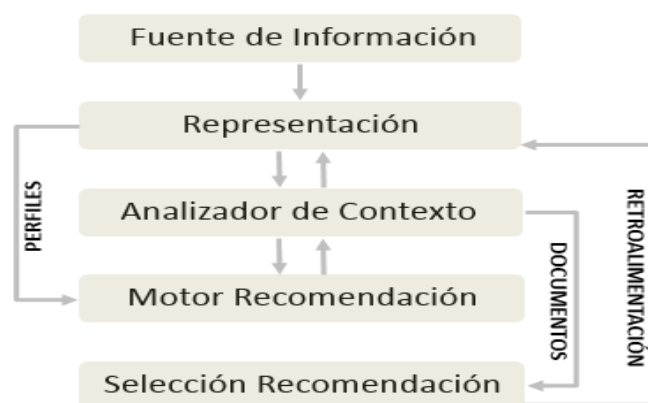 Fuente de Información
Representación
Analizador de Contexto
Motor Recomendación
Selección Recomendación
PERFILES
DOCUMENTOS
RETROALIMENTACIÓN